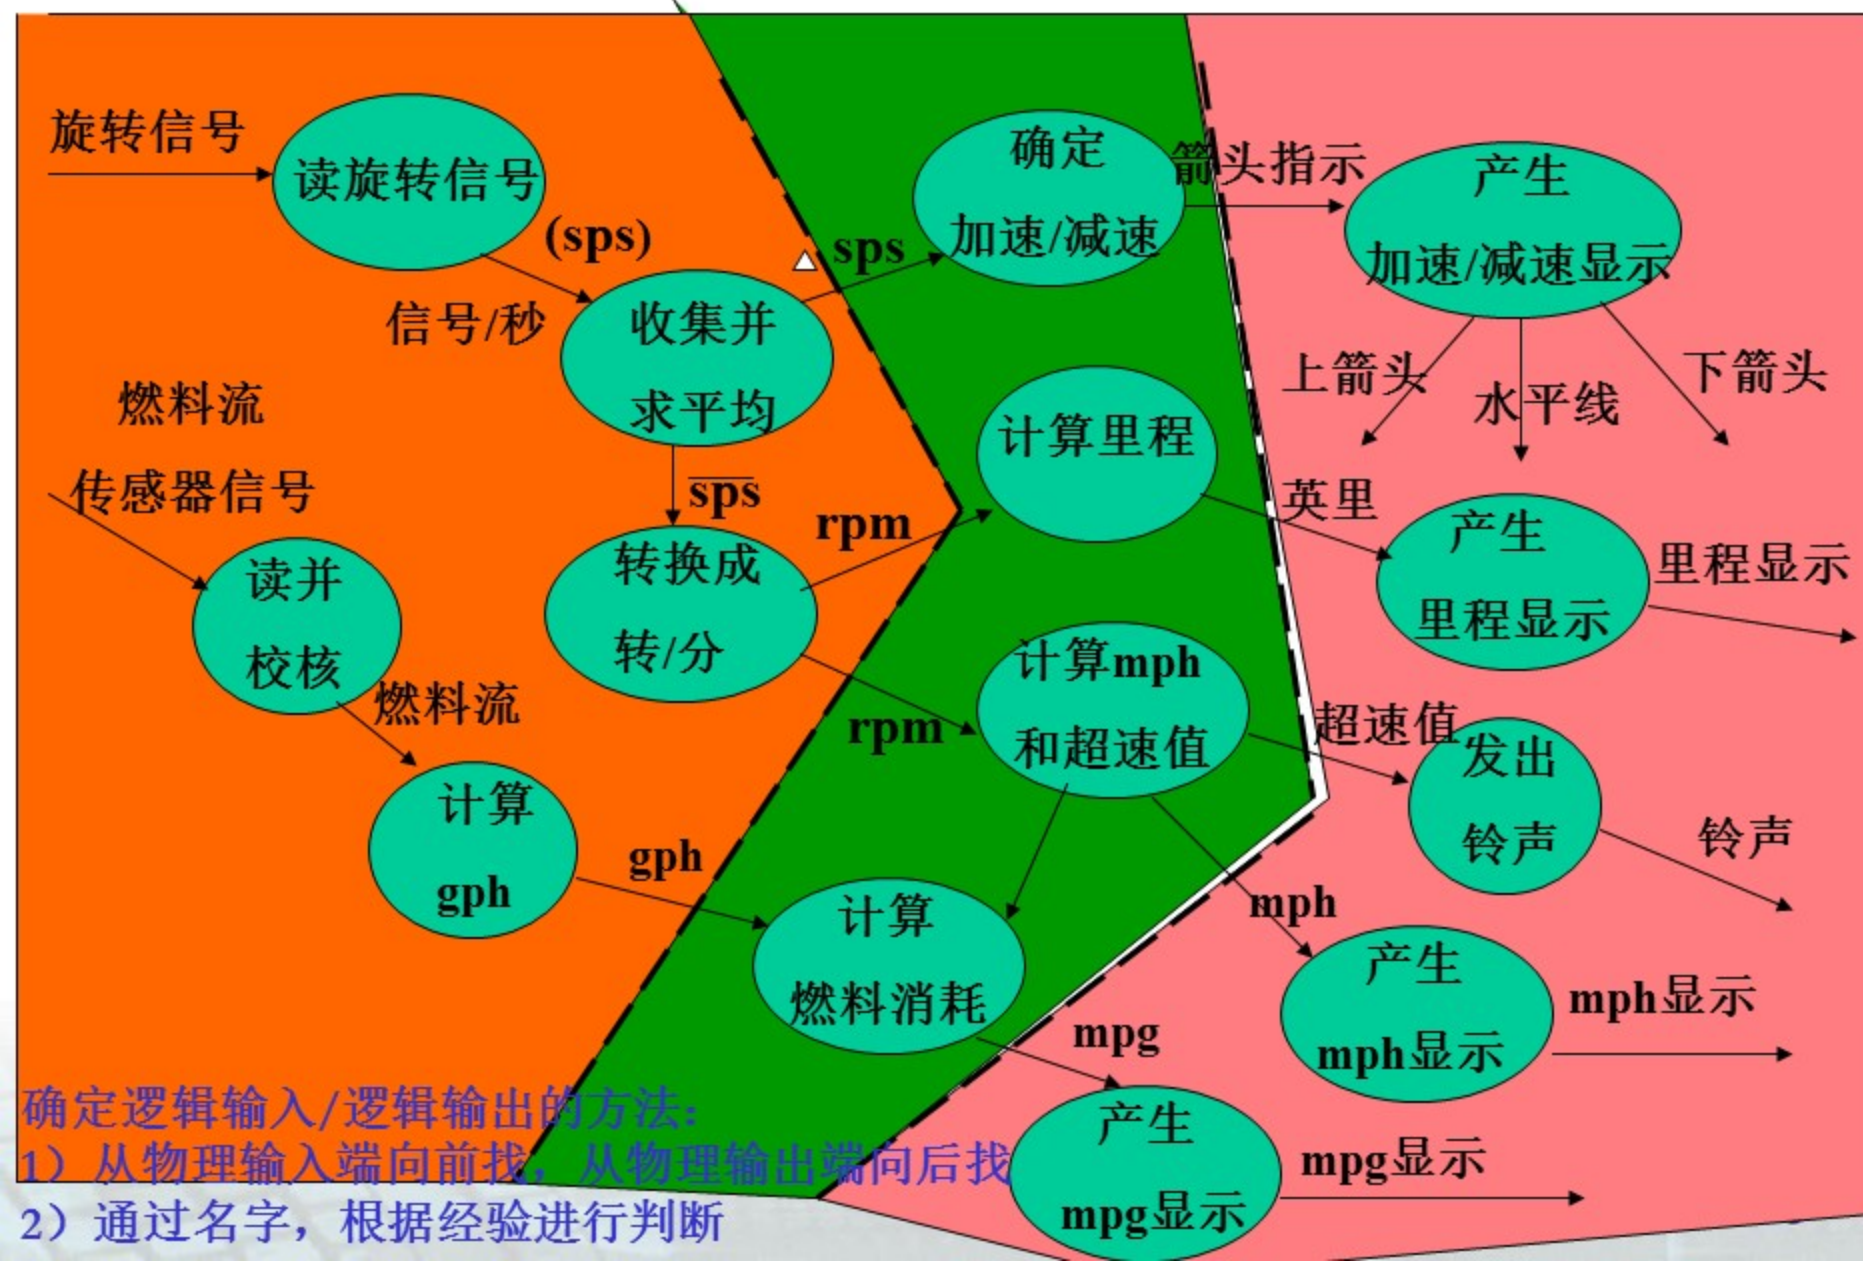 旋转信号
读旋转信号
(sps)
信号/秒
收集并
求平均
△
sps
确定
加速/减速
箭头指示
产生
加速/减速显示
上箭头
水平线
下箭头
燃料流
传感器信号
读并
校核
燃料流
计算
gph
gph
s̅p̅s̅
转换成
转/分
rpm
rpm
计算里程
英里
产生
里程显示
里程显示
计算mph
和超速值
超速值
发出
铃声
铃声
计算
燃料消耗
mph
产生
mph显示
mph显示
mpg
产生
mpg显示
mpg显示
确定逻辑输入/逻辑输出的方法：
1）从物理输入端向前找，从物理输出端向后找
2）通过名字，根据经验进行判断